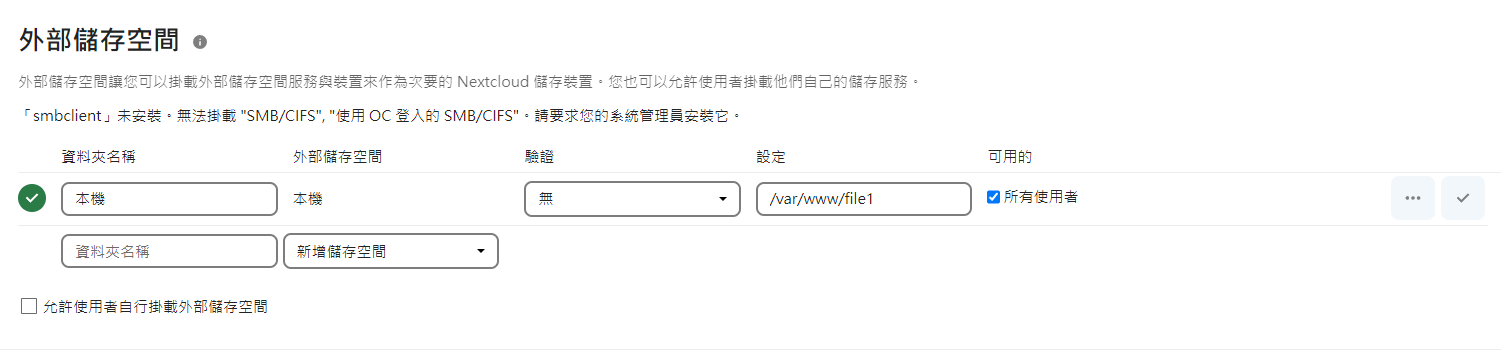 外部儲存空間
外部儲存空間讓您可以掛載外部儲存空間服務與裝置來作為次要的 Nextcloud 儲存裝置。您也可以允許使用者掛載他們自己的儲存服務。
「smbclient」未安裝。無法掛載 "SMB/CIFS", "使用 OC 登入的 SMB/CIFS"。請要求您的系統管理員安裝它。
資料夾名稱 外部儲存空間 驗證 設定 可用的
本機 本機 無 /var/www/file1 所有使用者
資料夾名稱 新增儲存空間
允許使用者自行掛載外部儲存空間